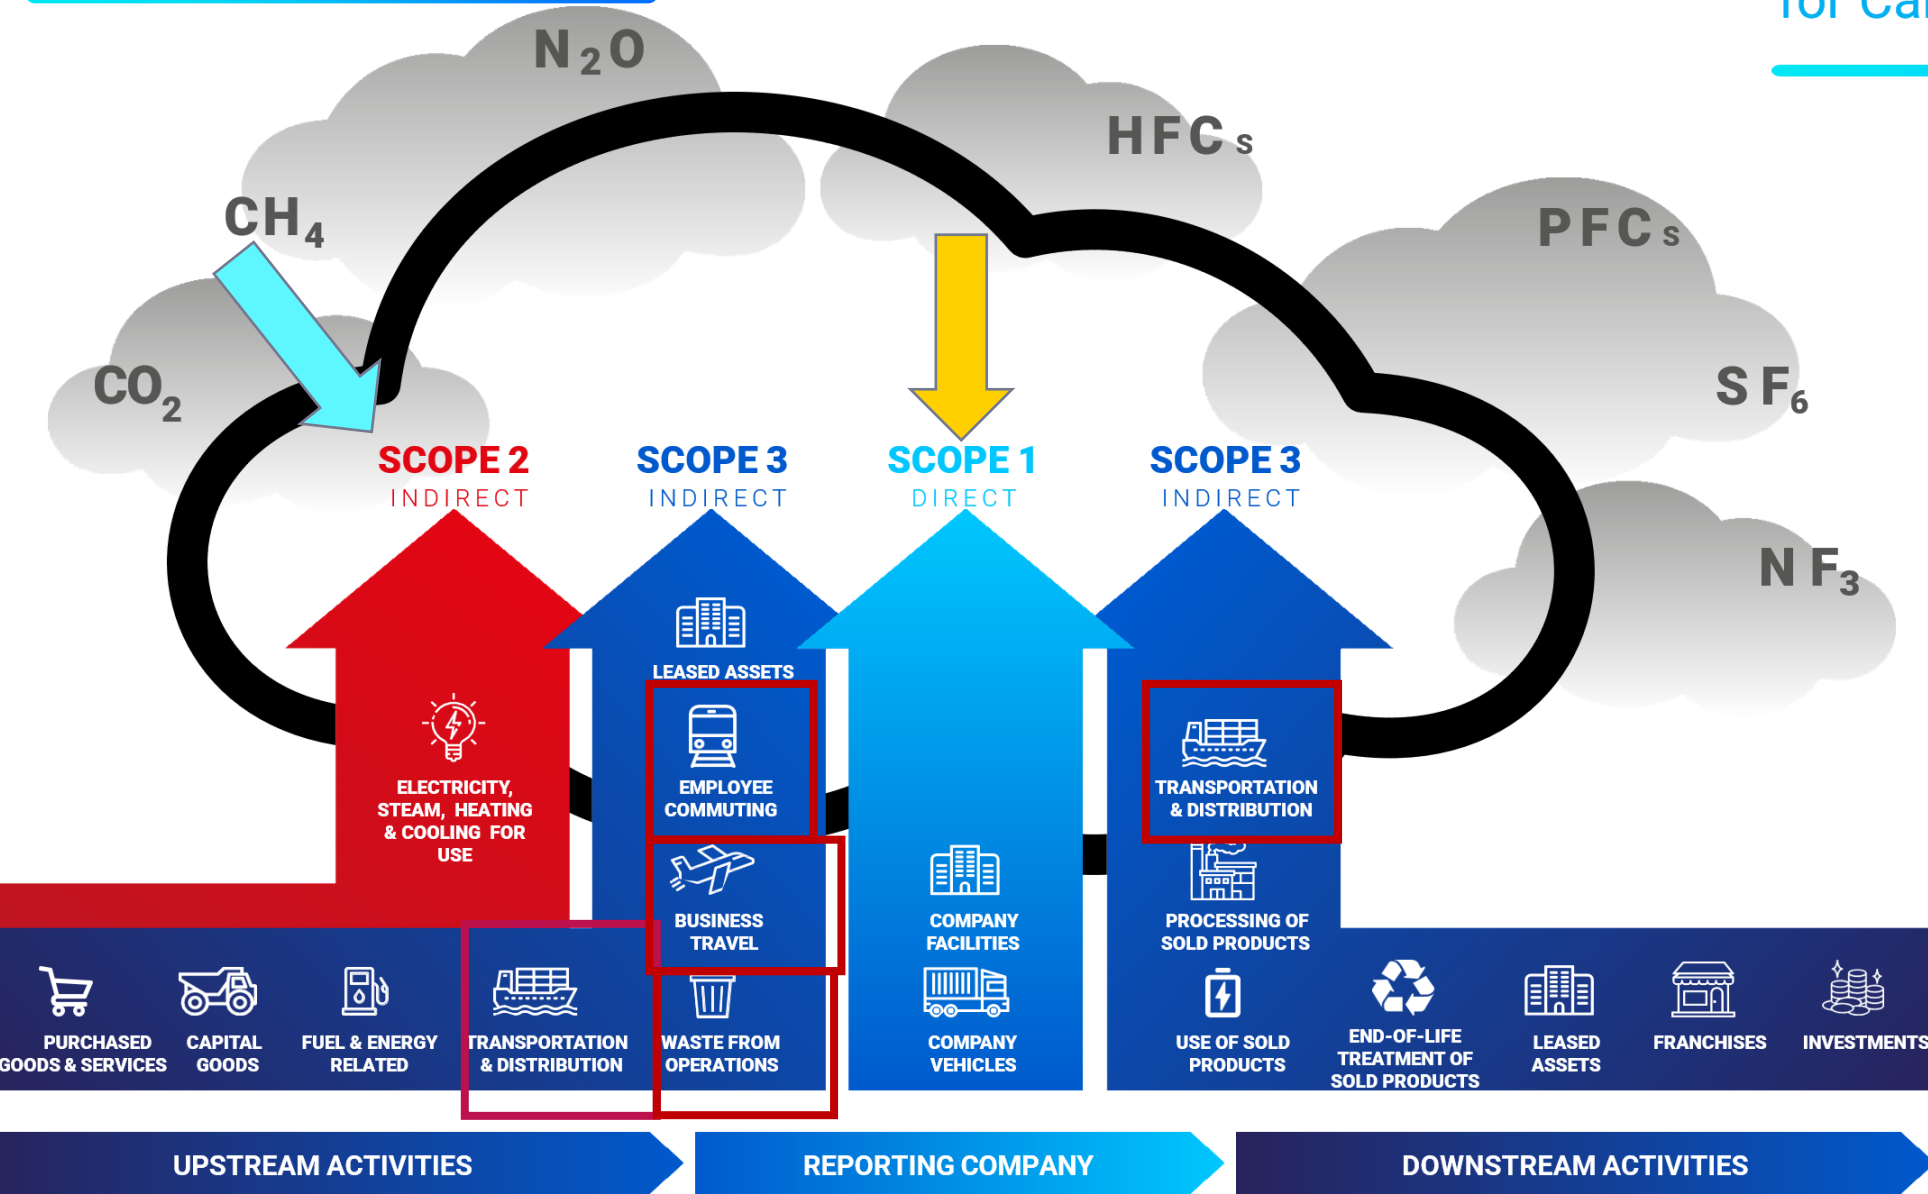 for Ca
N2O
HFCs
CH4
PFCs
CO2
SF6
NF3
SCOPE 2
INDIRECT
SCOPE 3
INDIRECT
SCOPE 1
DIRECT
SCOPE 3
INDIRECT
ELECTRICITY,
STEAM, HEATING
& COOLING FOR
USE
LEASED ASSETS
EMPLOYEE
COMMUTING
BUSINESS
TRAVEL
COMPANY
FACILITIES
TRANSPORTATION
& DISTRIBUTION
PROCESSING OF
SOLD PRODUCTS
PURCHASED
GOODS & SERVICES
CAPITAL
GOODS
FUEL & ENERGY
RELATED
TRANSPORTATION
& DISTRIBUTION
WASTE FROM
OPERATIONS
COMPANY
VEHICLES
USE OF SOLD
PRODUCTS
END-OF-LIFE
TREATMENT OF
SOLD PRODUCTS
LEASED
ASSETS
FRANCHISES
INVESTMENTS
UPSTREAM ACTIVITIES
REPORTING COMPANY
DOWNSTREAM ACTIVITIES